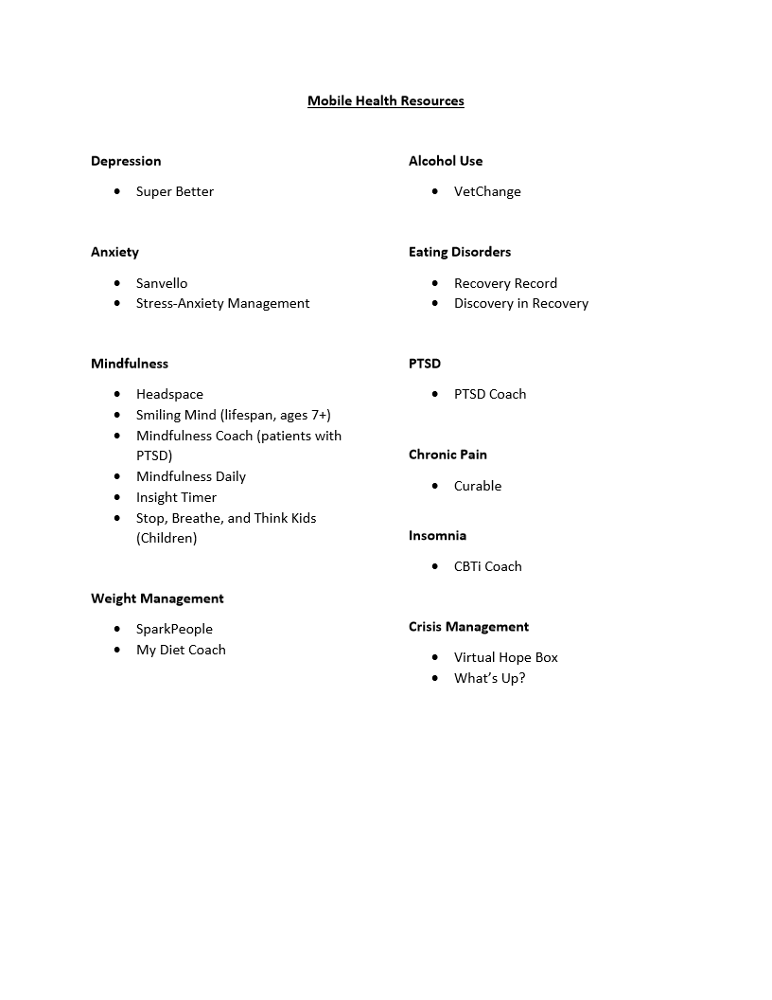 Mobile Health Resources
Depression
• Super Better
Anxiety
• Sanvello
• Stress-Anxiety Management
Mindfulness
• Headspace
• Smiling Mind (lifespan, ages 7+)
• Mindfulness Coach (patients with
PTSD)
• Mindfulness Daily
• Insight Timer
• Stop, Breathe, and Think Kids
(Children)
Weight Management
• SparkPeople
• My Diet Coach
Alcohol Use
• VetChange
Eating Disorders
• Recovery Record
• Discovery in Recovery
PTSD
• PTSD Coach
Chronic Pain
• Curable
Insomnia
• CBTi Coach
Crisis Management
• Virtual Hope Box
• What’s Up?